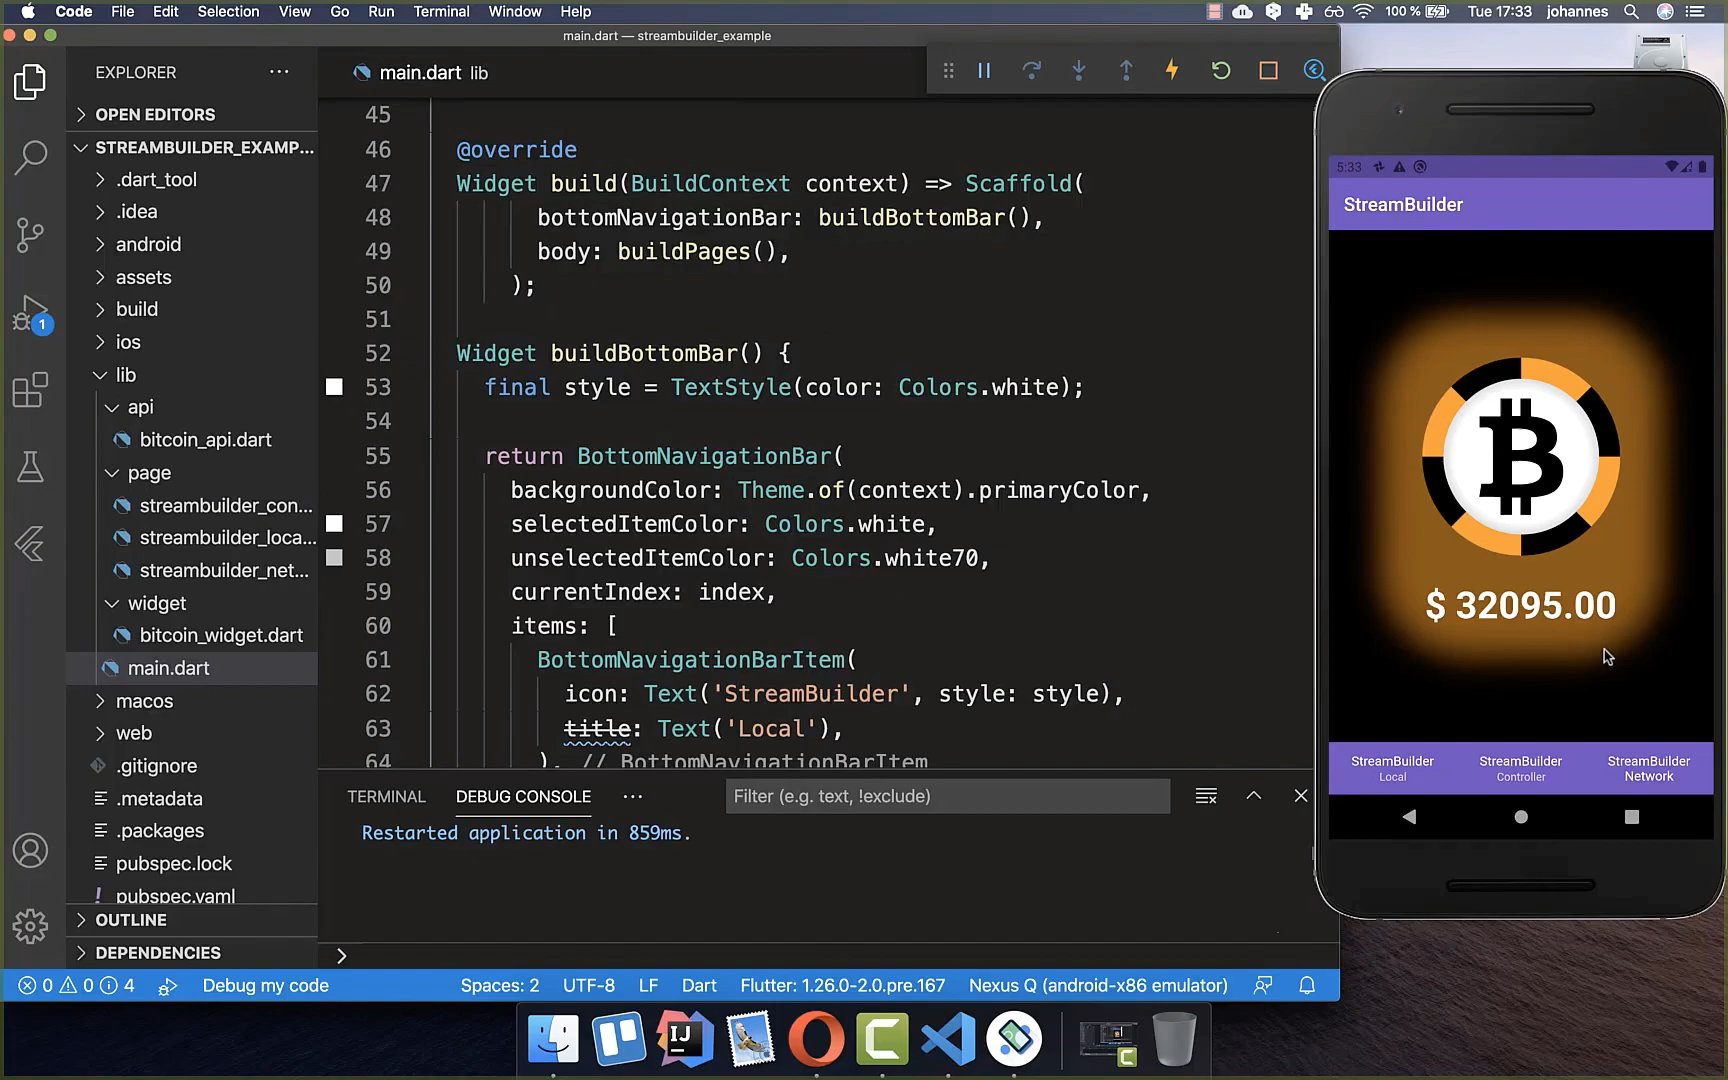 Code File Edit Selection View Go Run Terminal Window Help
100 % Tue 17:33 johannes
main.dart — streambuilder_example
EXPLORER
OPEN EDITORS
STREAMBUILDER_EXAMP...
.dart_tool
.idea
android
assets
build
ios
lib
api
bitcoin_api.dart
page
streambuilder_con...
streambuilder_loca...
streambuilder_net...
widget
bitcoin_widget.dart
main.dart
macos
web
.gitignore
.metadata
.packages
pubspec.lock
pubspec.yaml
OUTLINE
DEPENDENCIES
1
main.dart lib
45
46 @override
47 Widget build(BuildContext context) => Scaffold(
48 bottomNavigationBar: buildBottomBar(),
49 body: buildPages(),
50 );
51
52 Widget buildBottomBar() {
53 final style = TextStyle(color: Colors.white);
54
55 return BottomNavigationBar(
56 backgroundColor: Theme.of(context).primaryColor,
57 selectedItemColor: Colors.white,
58 unselectedItemColor: Colors.white70,
59 currentIndex: index,
60 items: [
61 BottomNavigationBarItem(
62 icon: Text('StreamBuilder', style: style),
63 title: Text('Local'),
64 ), // BottomNavigationBarItem
TERMINAL DEBUG CONSOLE
Filter (e.g. text, !exclude)
Restarted application in 859ms.
0 0 4 Debug my code Spaces: 2 UTF-8 LF Dart Flutter: 1.26.0-2.0.pre.167 Nexus Q (android-x86 emulator)
5:33
StreamBuilder
$ 32095.00
StreamBuilder
Local
StreamBuilder
Controller
StreamBuilder
Network
IJ